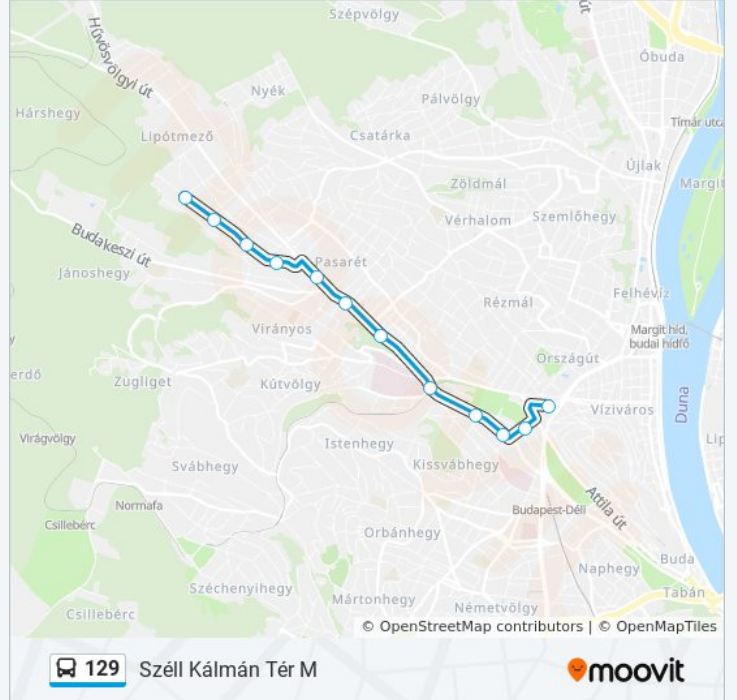 Szépvölgy
út
Óbuda
Hűvösvölgyi út
Nyék
Pálvölgy
Hárshegy
Lipótmező
Csatárka
Tímár utca
Újlak
Zöldmál
Margit
Vérhalom
Szemlőhegy
Budakeszi út
Pasarét
Jánoshegy
Felhévíz
Rézmál
Virányos
Margit híd,
budai hídfő
Országút
erdő
Zugliget
Kútvölgy
Víziváros
Duna
Virágvölgy
Istenhegy
Lip
Svábhegy
Kissvábhegy
Normafa
Attila út
Budapest-Déli
Csillebérc
Orbánhegy
Buda
Naphegy
Széchenyihegy
Tabán
Mártonhegy
Németvölgy
Csillebérc
© OpenStreetMap contributors | © OpenMapTiles
129 Széll Kálmán Tér M
moovit